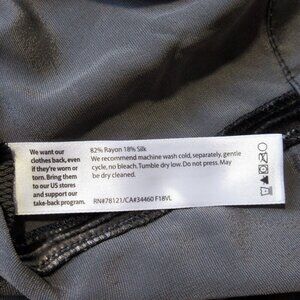 We want our
clothes back, even
if they're worn or
torn. Bring them
to our US stores
and support our
take-back program.
82% Rayon 18% Silk
We recommend machine wash cold, separately, gentle
cycle, no bleach. Tumble dry low. Do not press. May
be dry cleaned.
RN#78121/CA#34460 F18VL